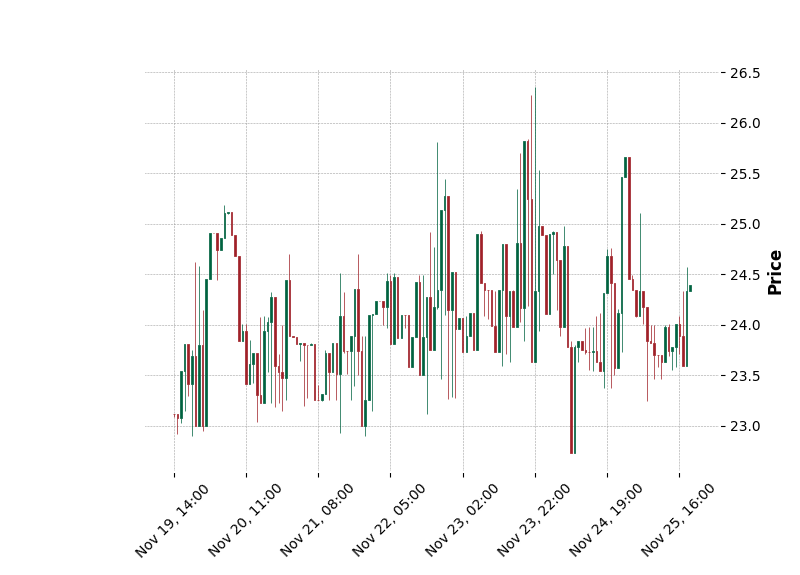 26.5
26.0
25.5
25.0
24.5
24.0
23.5
23.0
Price
Nov 19, 14:00
Nov 20, 11:00
Nov 21, 08:00
Nov 22, 05:00
Nov 23, 02:00
Nov 23, 22:00
Nov 24, 19:00
Nov 25, 16:00